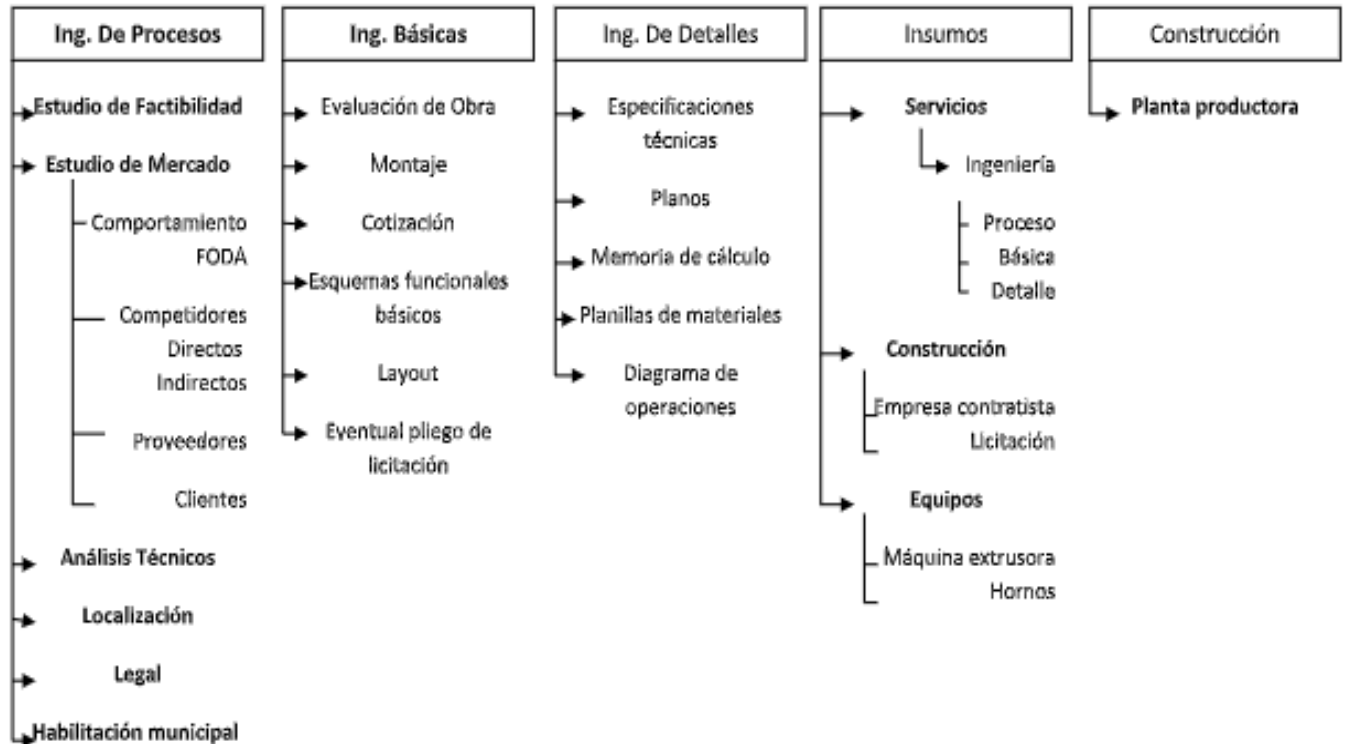 Ing. De Procesos
Estudio de Factibilidad
Estudio de Mercado
Comportamiento
FODA
Competidores
Directos
Indirectos
Proveedores
Clientes
Análisis Técnicos
Localización
Legal
Habilitación municipal
Ing. Básicas
Evaluación de Obra
Montaje
Cotización
Esquemas funcionales
básicos
Layout
Eventual pliego de
licitación
Ing. De Detalles
Especificaciones
técnicas
Planos
Memoria de cálculo
Planillas de materiales
Diagrama de
operaciones
Insumos
Servicios
Ingeniería
Proceso
Básica
Detalle
Construcción
Empresa contratista
Licitación
Equipos
Máquina extrusora
Hornos
Construcción
Planta productora